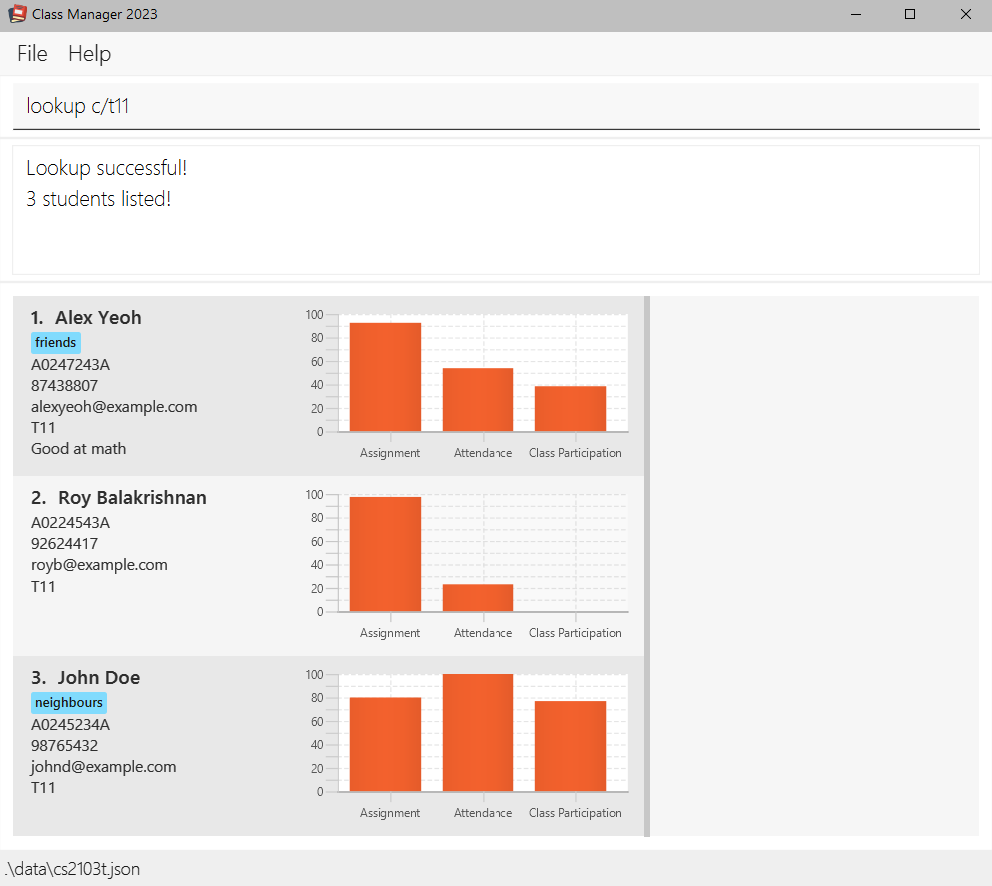 Class Manager 2023
File Help
lookup c/t11
Lookup successful!
3 students listed!
1. Alex Yeoh
friends
A0247243A
87438807
alexyeoh@example.com
T11
Good at math
100
80
60
40
20
0
Assignment Attendance Class Participation
2. Roy Balakrishnan
A0224543A
92624417
royb@example.com
T11
100
80
60
40
20
0
Assignment Attendance Class Participation
3. John Doe
neighbours
A0245234A
98765432
johnd@example.com
T11
100
80
60
40
20
0
Assignment Attendance Class Participation
.\data\cs2103t.json